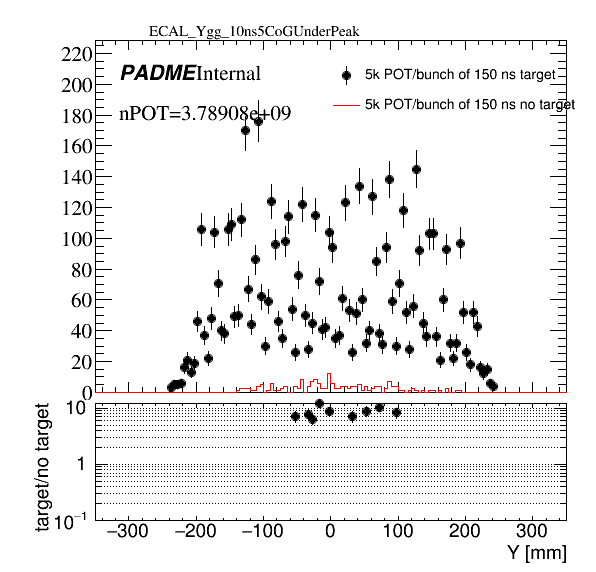 ECAL_Ygg_10ns5CoGUnderPeak
220
200
180
160
140
120
100
80
60
40
20
0
PADME Internal
nPOT=3.78908e+09
5k POT/bunch of 150 ns target
5k POT/bunch of 150 ns no target
target/no target
10
1
10⁻¹
−300 −200 −100 0 100 200 300
Y [mm]